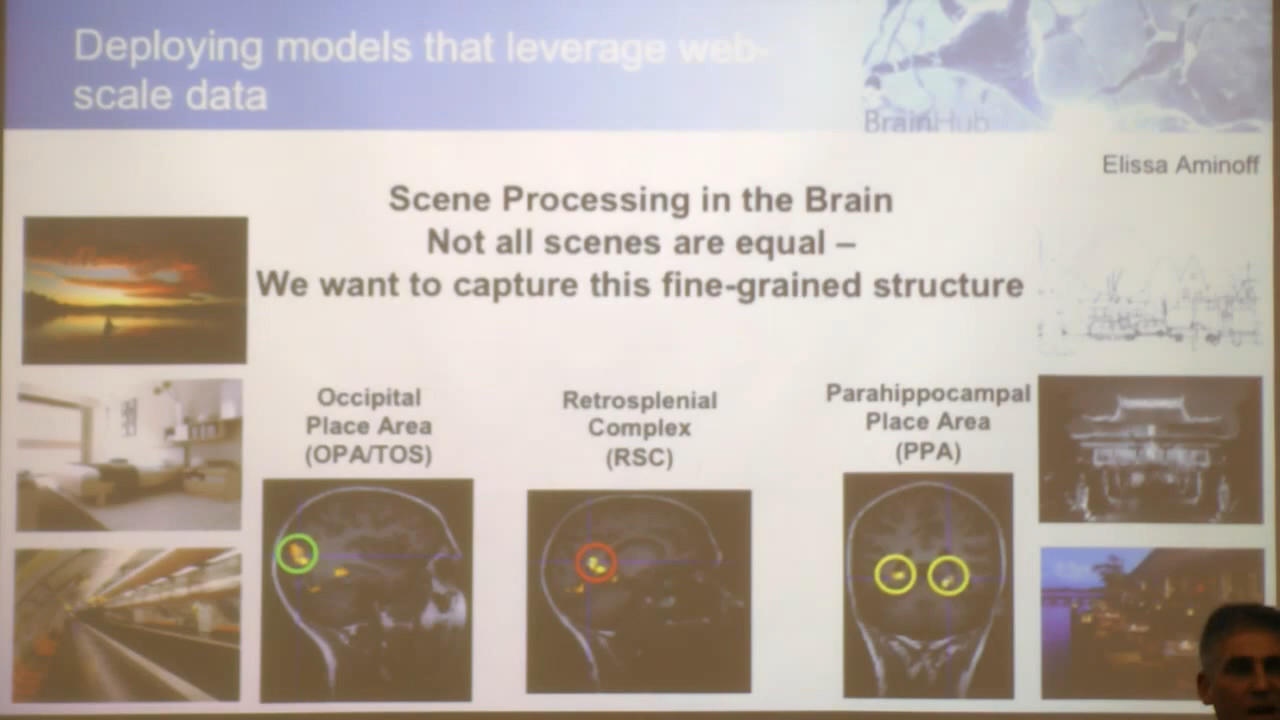 Deploying models that leverage web-
scale data
BrainHub
Elissa Aminoff
Scene Processing in the Brain
Not all scenes are equal –
We want to capture this fine-grained structure
Occipital
Place Area
(OPA/TOS)
Retrosplenial
Complex
(RSC)
Parahippocampal
Place Area
(PPA)